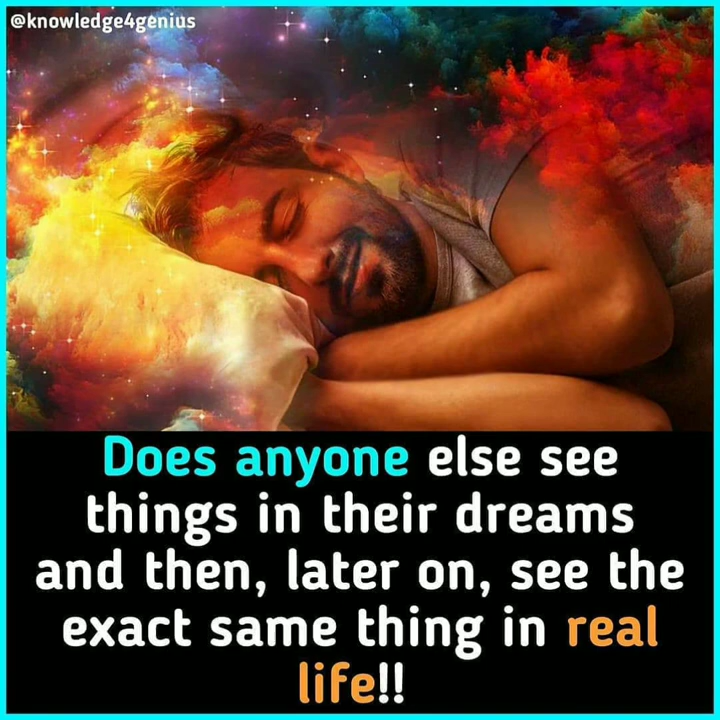 @knowledge4genius
Does anyone else see
things in their dreams
and then, later on, see the
exact same thing in real
life!!